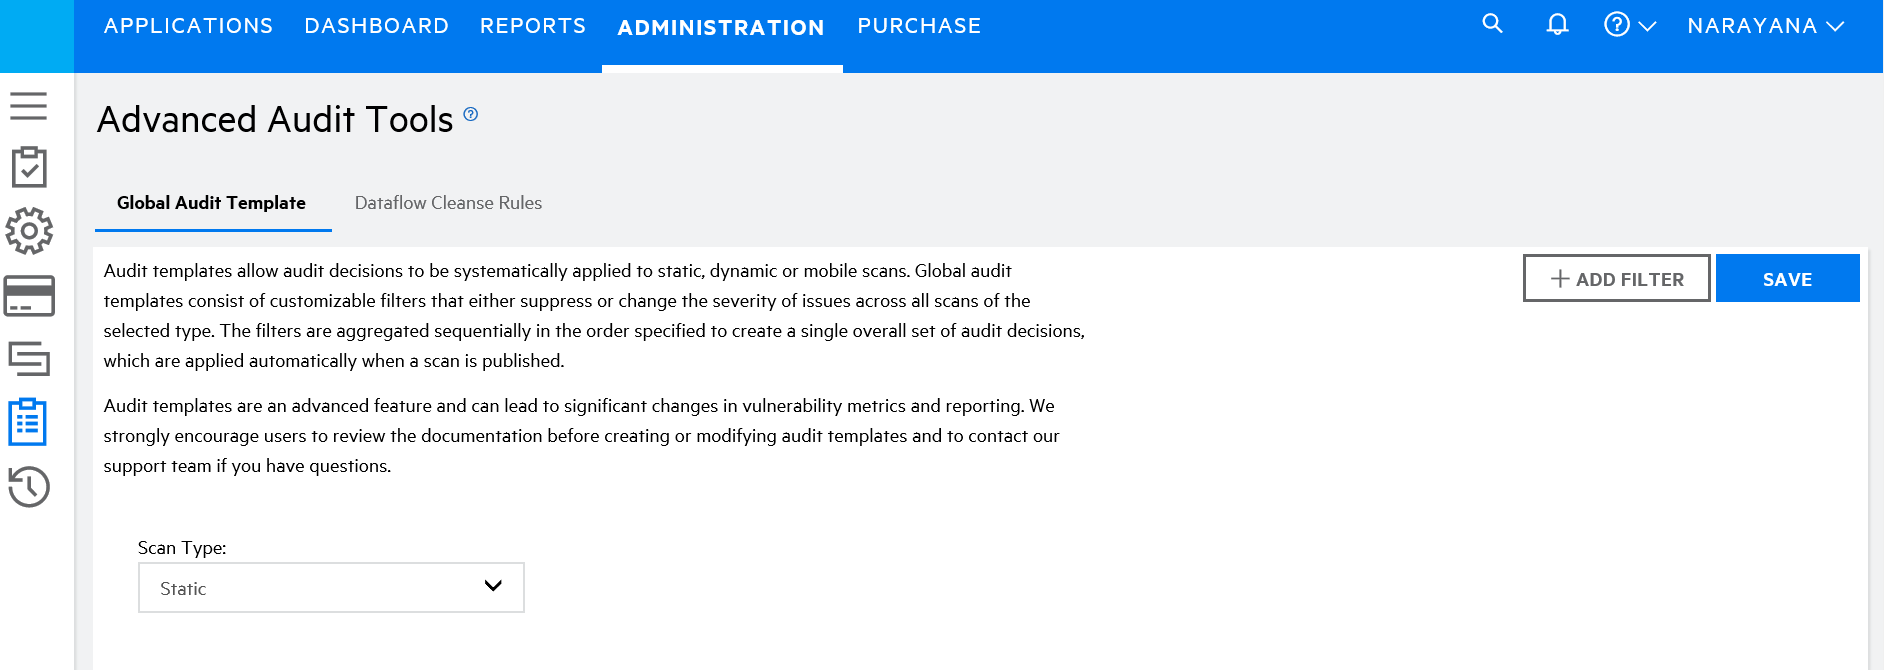 APPLICATIONS DASHBOARD REPORTS ADMINISTRATION PURCHASE NARAYANA
Advanced Audit Tools
Global Audit Template Dataflow Cleanse Rules
Audit templates allow audit decisions to be systematically applied to static, dynamic or mobile scans. Global audit
templates consist of customizable filters that either suppress or change the severity of issues across all scans of the
selected type. The filters are aggregated sequentially in the order specified to create a single overall set of audit decisions,
which are applied automatically when a scan is published.
+ ADD FILTER SAVE
Audit templates are an advanced feature and can lead to significant changes in vulnerability metrics and reporting. We
strongly encourage users to review the documentation before creating or modifying audit templates and to contact our
support team if you have questions.
Scan Type:
Static